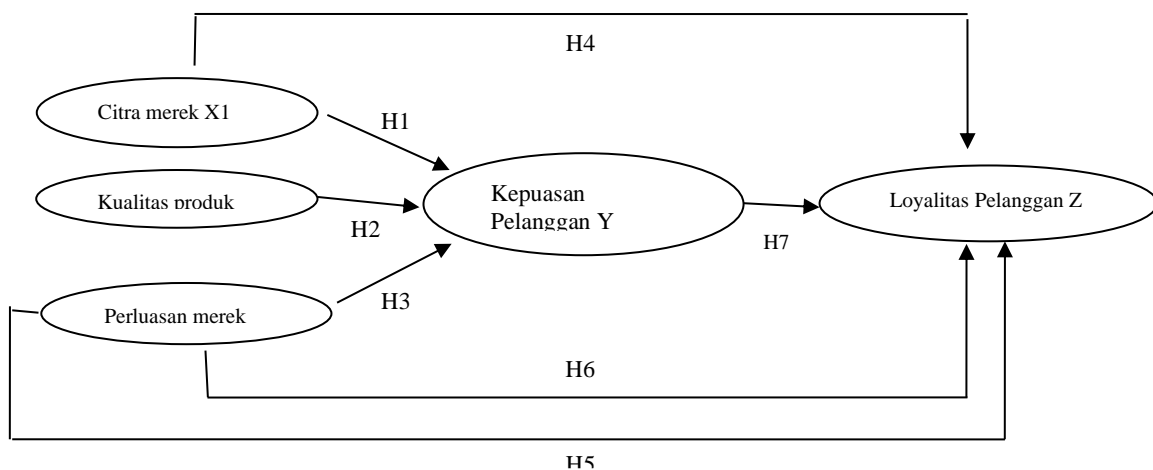 H4
Citra merek X1
H1
Kualitas produk
H2
Kepuasan
Pelanggan Y
H7
Loyalitas Pelanggan Z
H3
Perluasan merek
H6
H5